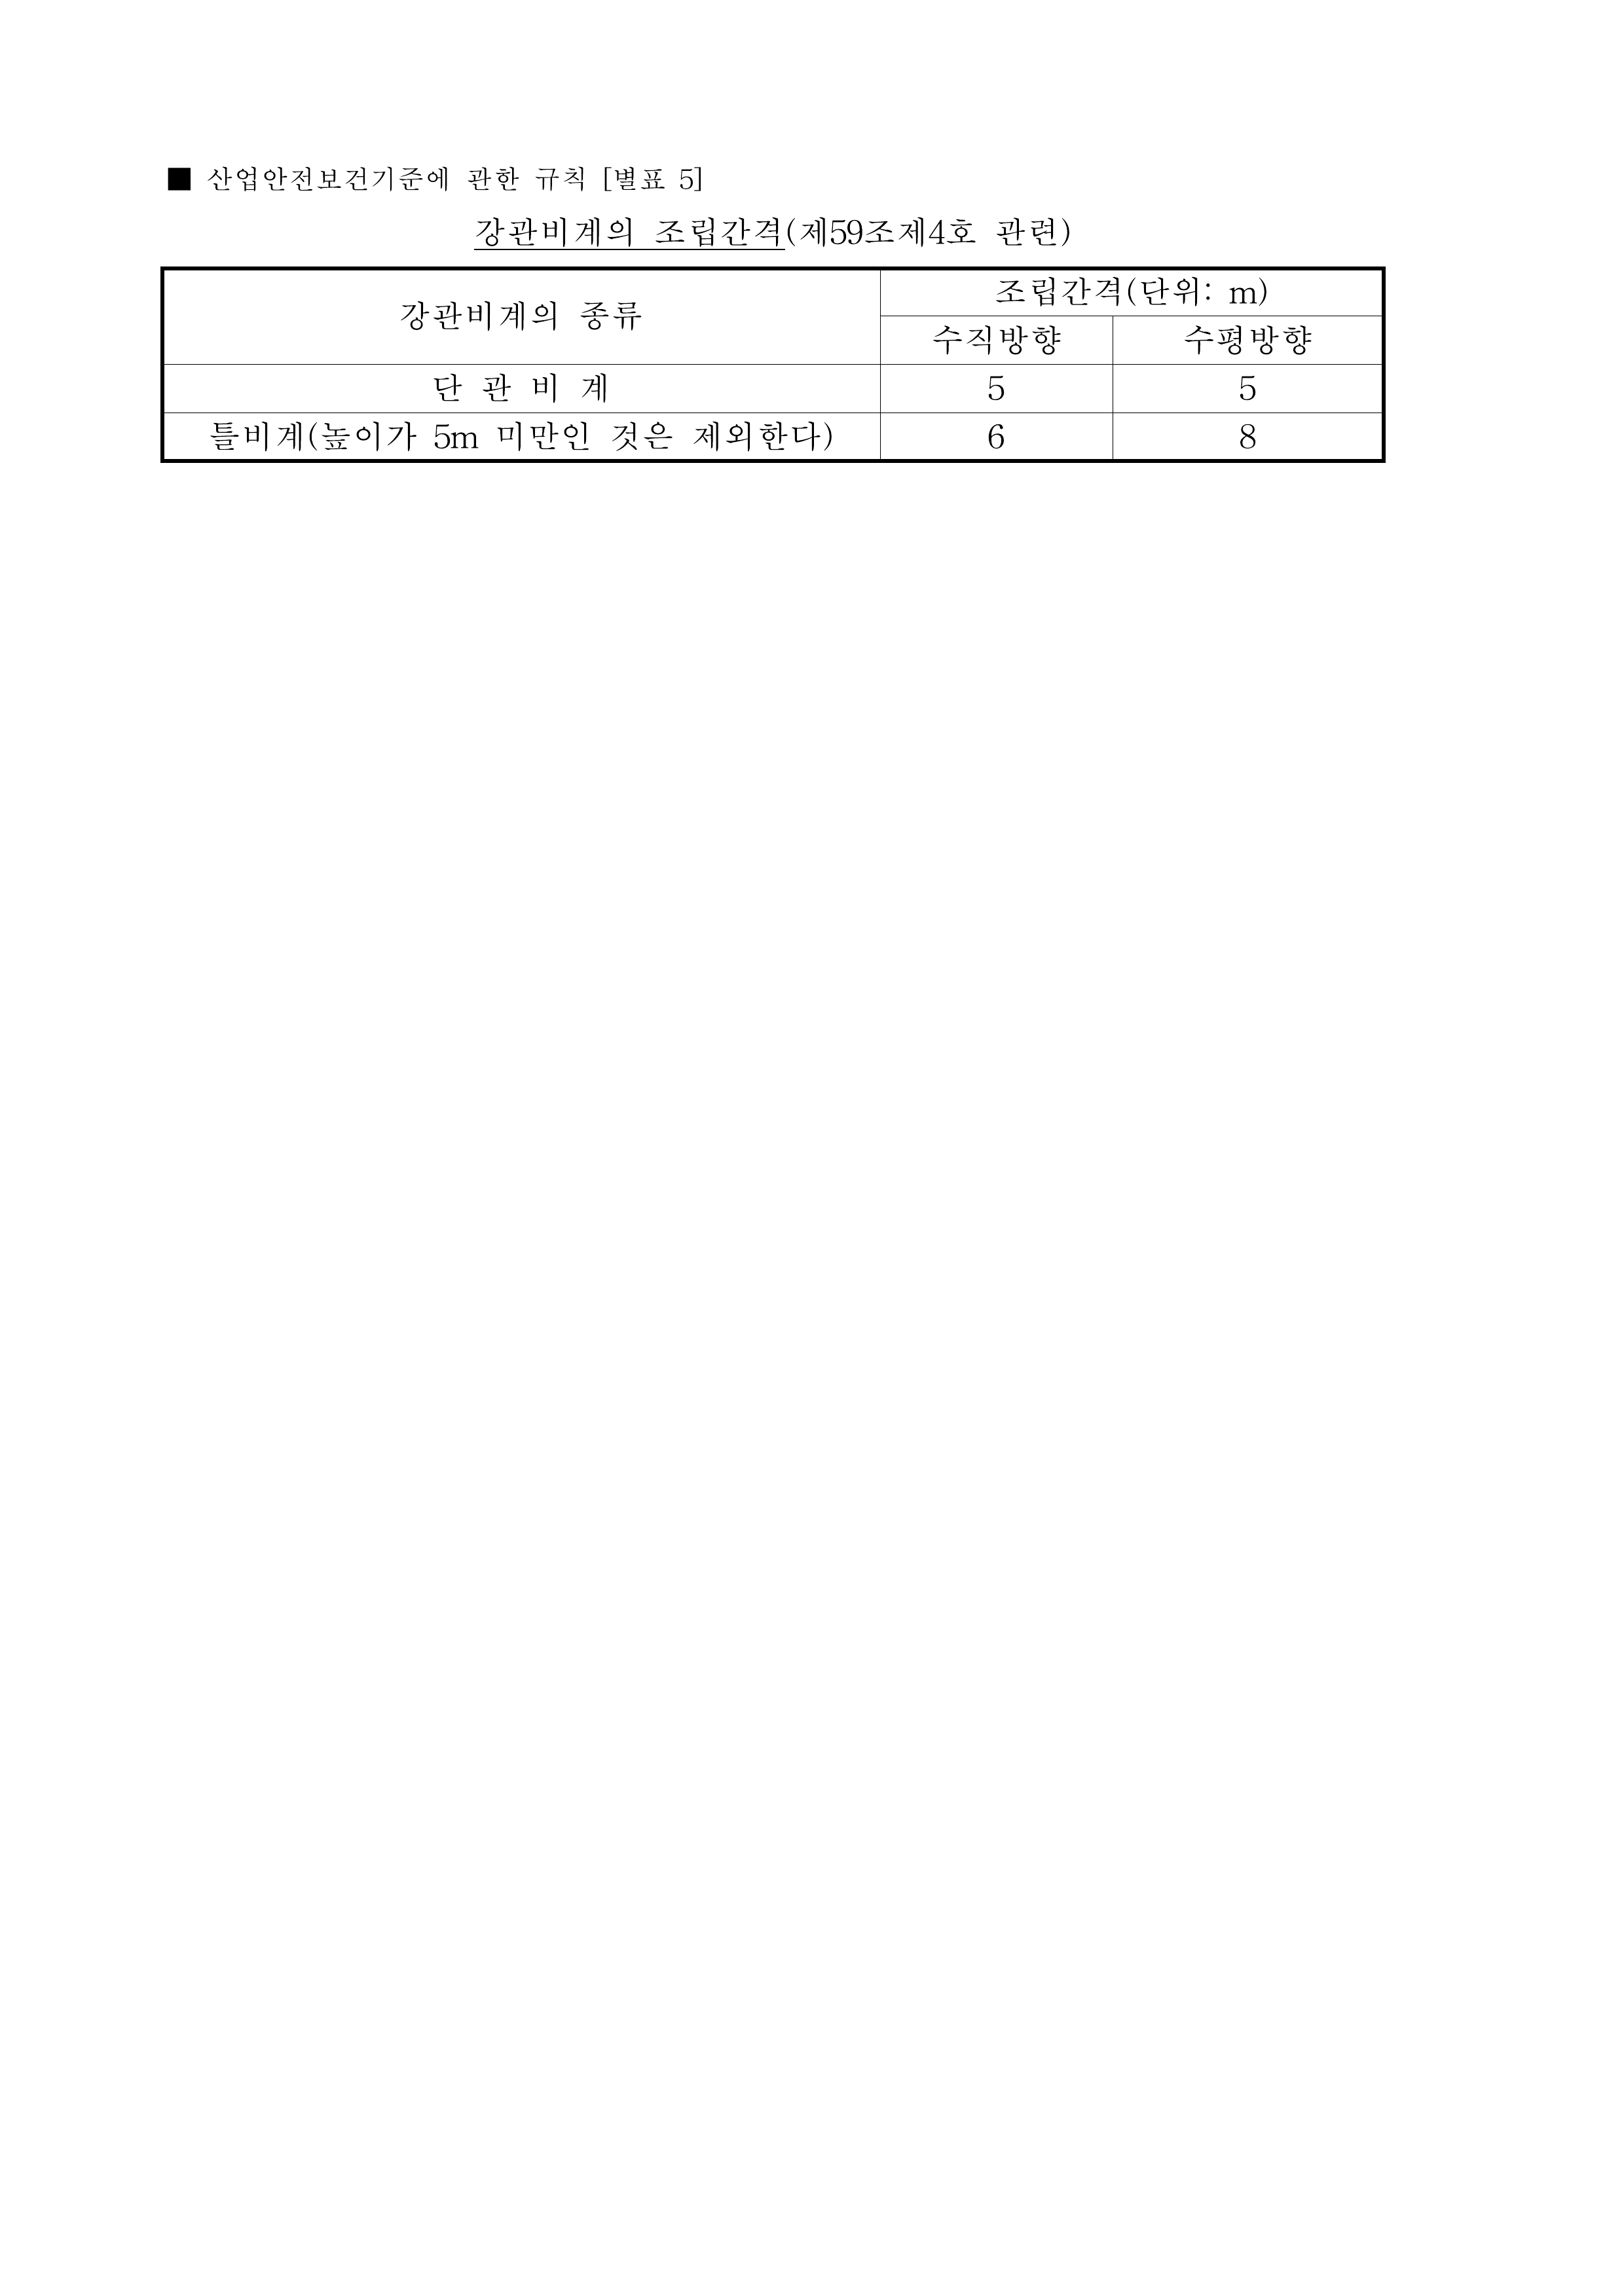 ■ 산업안전보건기준에 관한 규칙 [별표 5]
강관비계의 조립간격(제59조제4호 관련)
강관비계의 종류
조립간격(단위: m)
수직방향 수평방향
단 관 비 계 5 5
틀비계(높이가 5m 미만인 것은 제외한다) 6 8